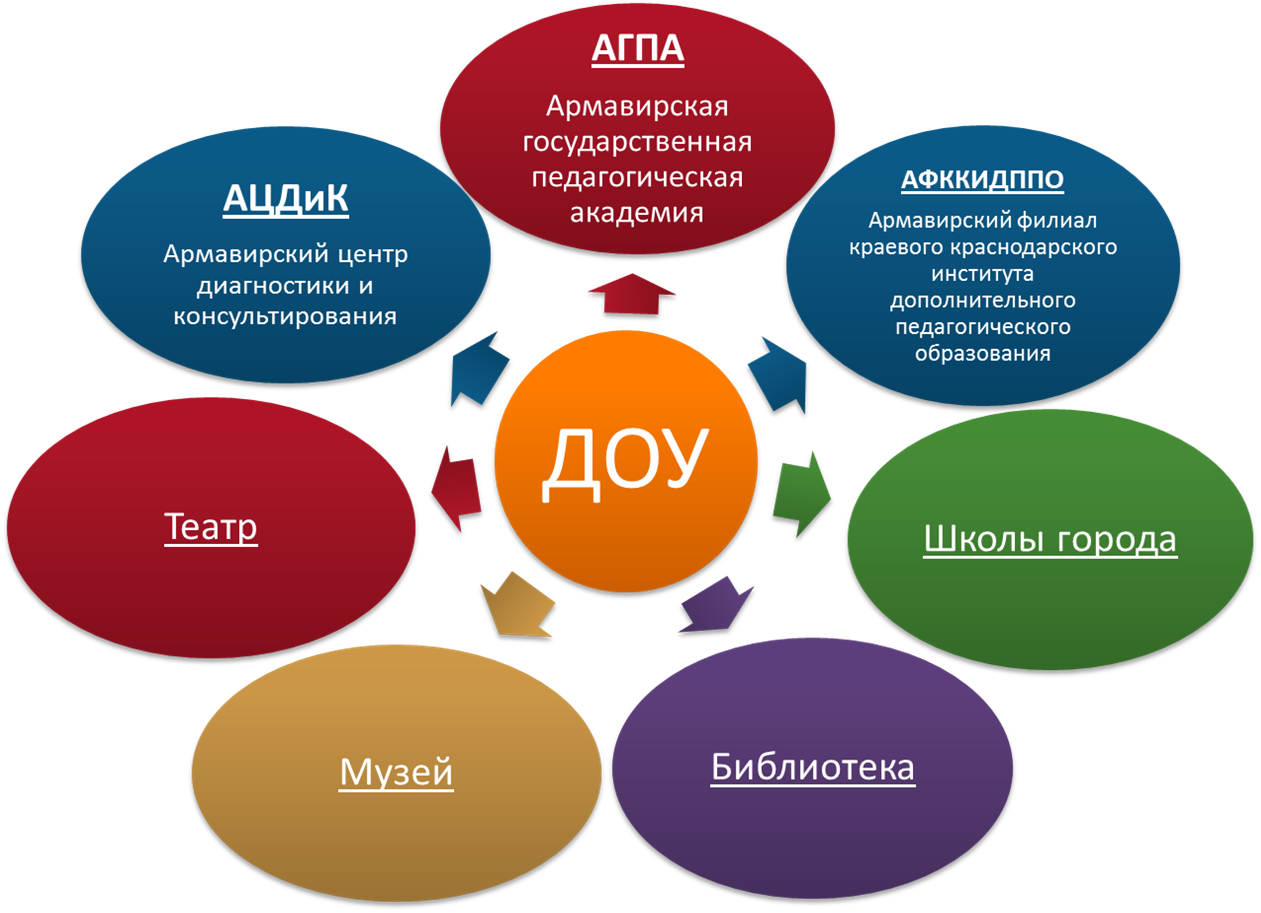 АГПА
Армавирская
государственная
педагогическая
академия
АЦДиК
Армавирский центр
диагностики и
консультирования
АФККИДППО
Армавирский филиал
краевого краснодарского
института
дополнительного
педагогического
образования
ДОУ
Театр
Школы города
Музей
Библиотека